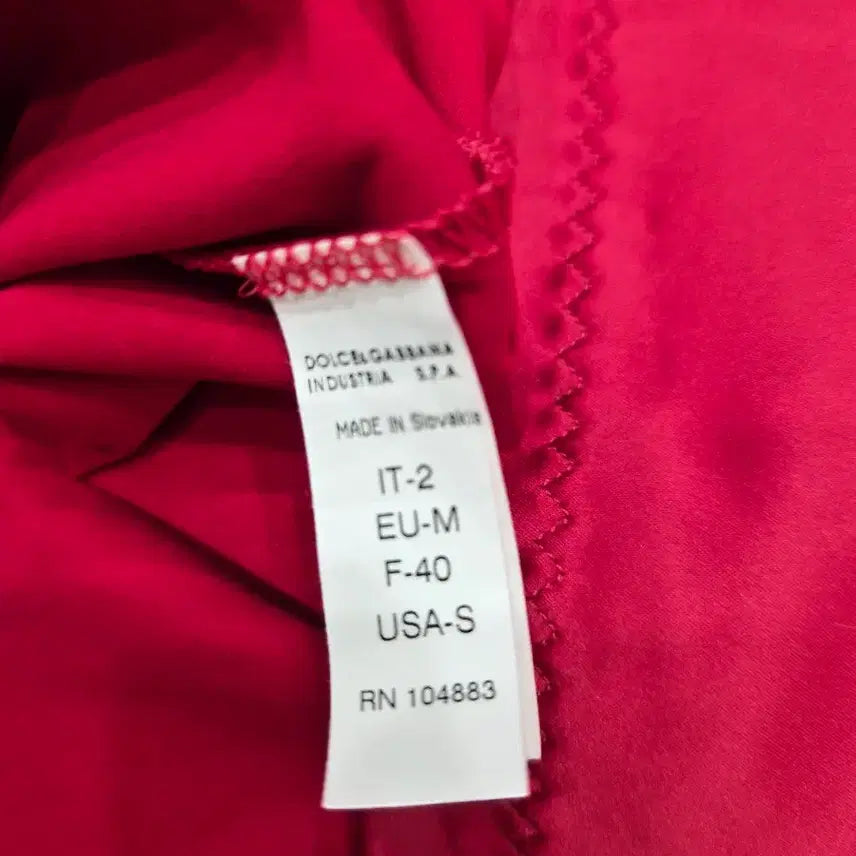 DOLCE&GABBANA
INDUSTRIA S.P.A
MADE IN Slovakia
IT-2
EU-M
F-40
USA-S
RN 104883